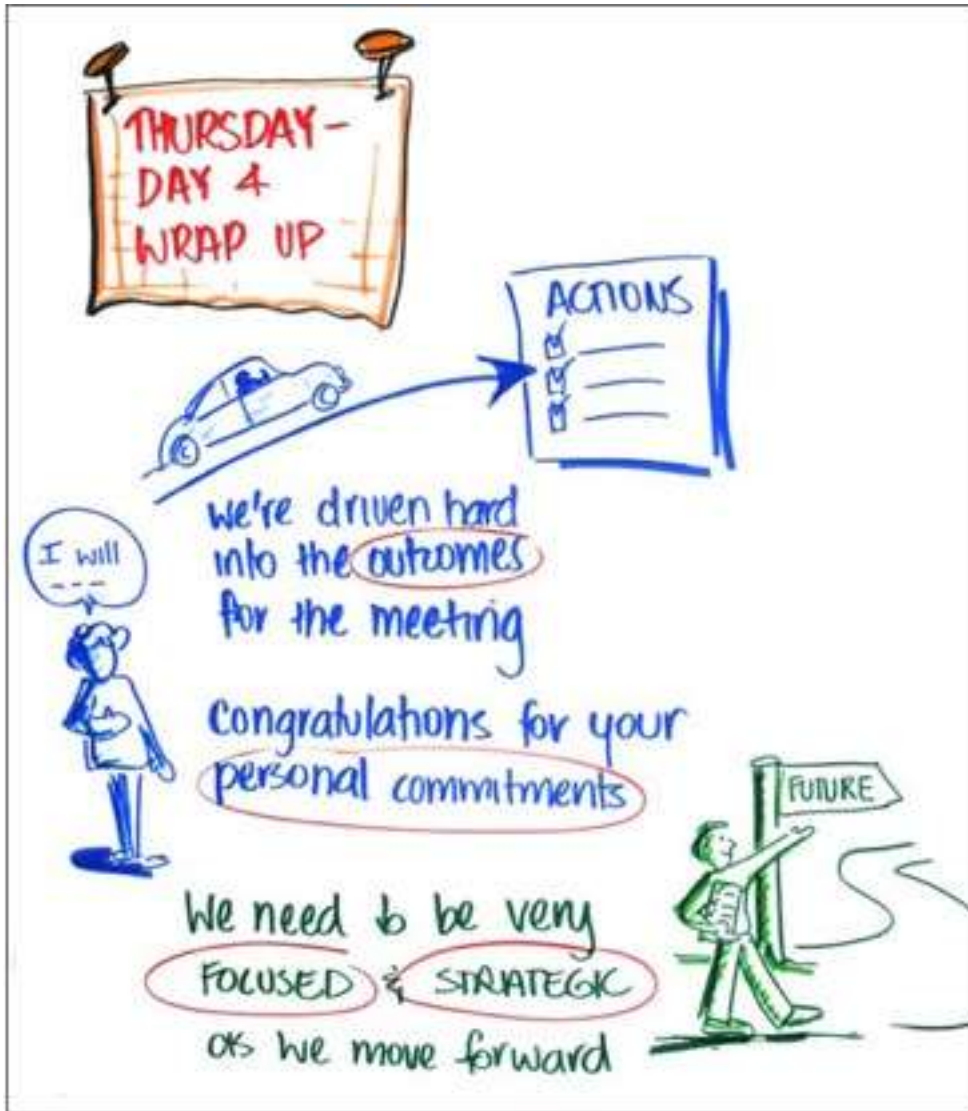 THURSDAY -
DAY 4
WRAP UP
ACTIONS
we're driven hard
into the outcomes
for the meeting
I will
---
Congratulations for your
personal commitments
FUTURE
We need to be very
FOCUSED & STRATEGIC
as we move forward